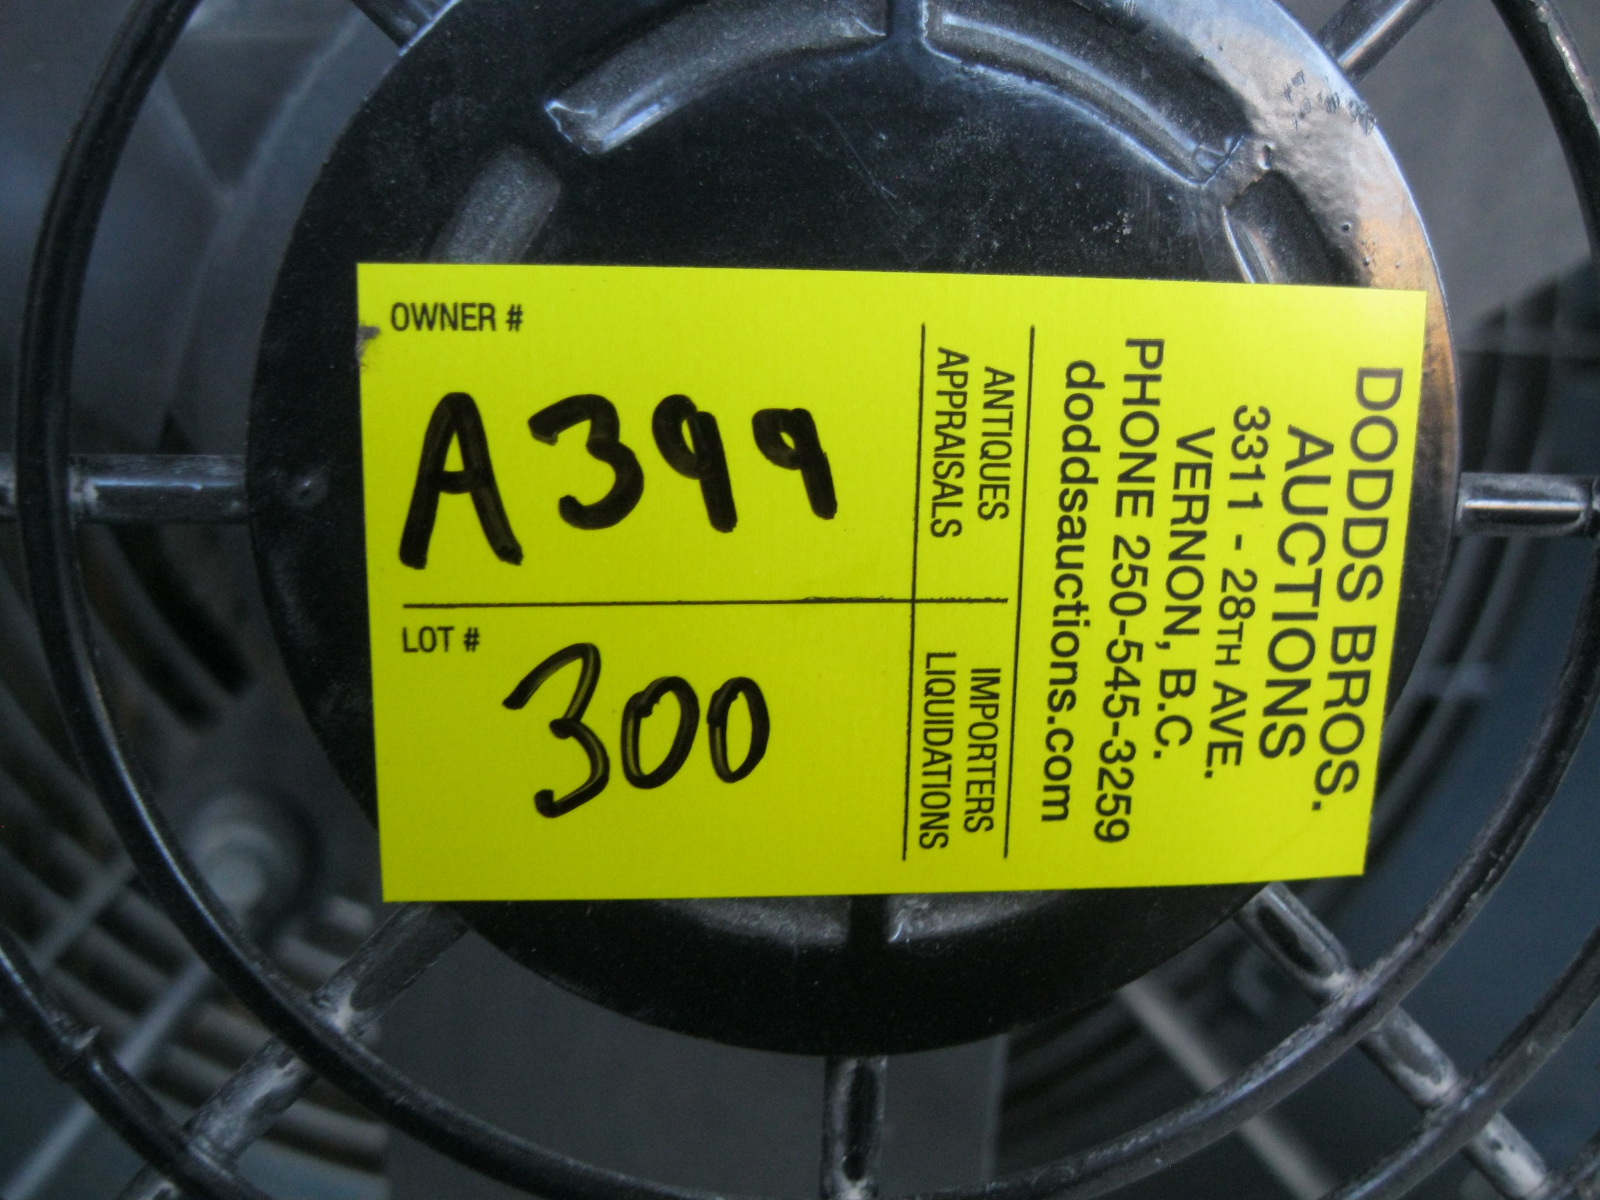 DODDS BROS.
AUCTIONS
3311 - 28TH AVE.
VERNON, B.C.
PHONE 250-545-3259
doddsauctions.com
ANTIQUES
APPRAISALS
IMPORTERS
LIQUIDATIONS
OWNER #
A399
LOT #
300